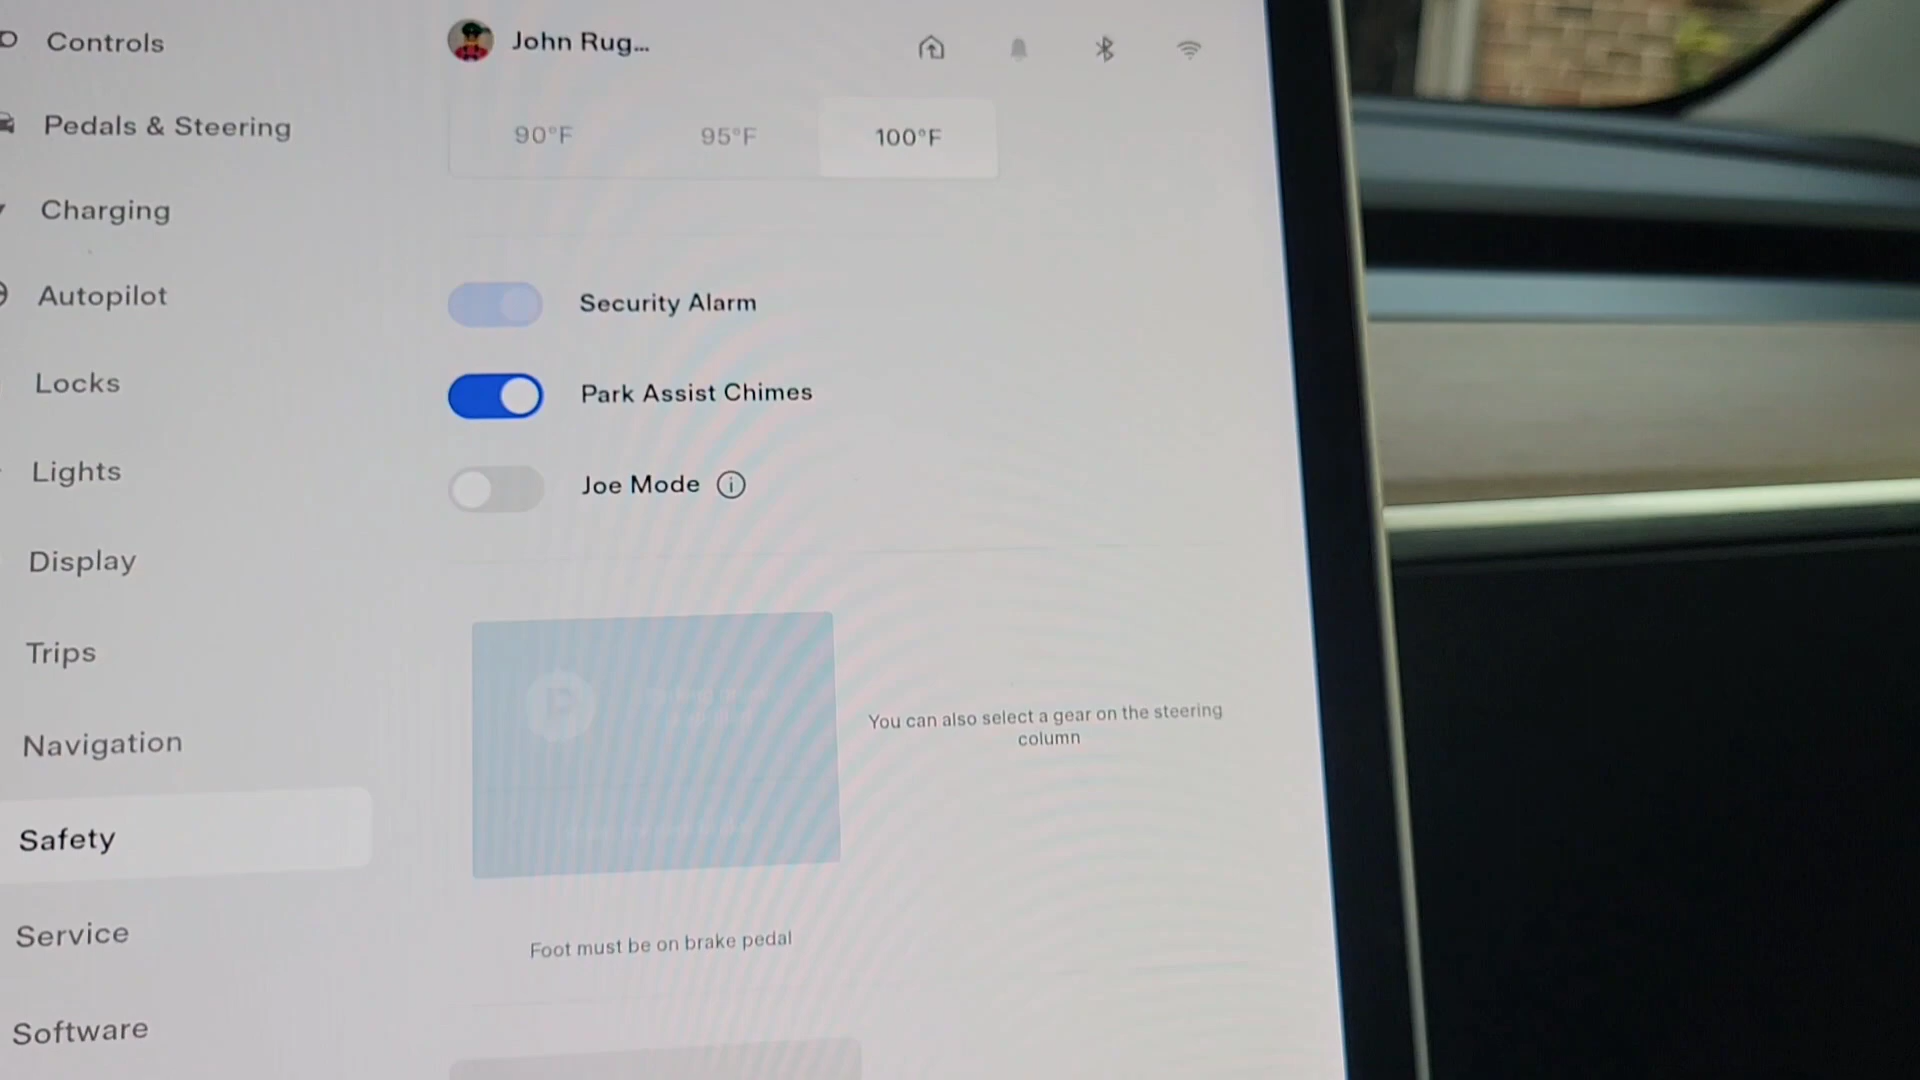 Controls
Pedals & Steering
Charging
Autopilot
Locks
Lights
Display
Trips
Navigation
Safety
Service
Software
John Rug...
90°F
95°F
100°F
Security Alarm
Park Assist Chimes
Joe Mode
You can also select a gear on the steering
column
Foot must be on brake pedal